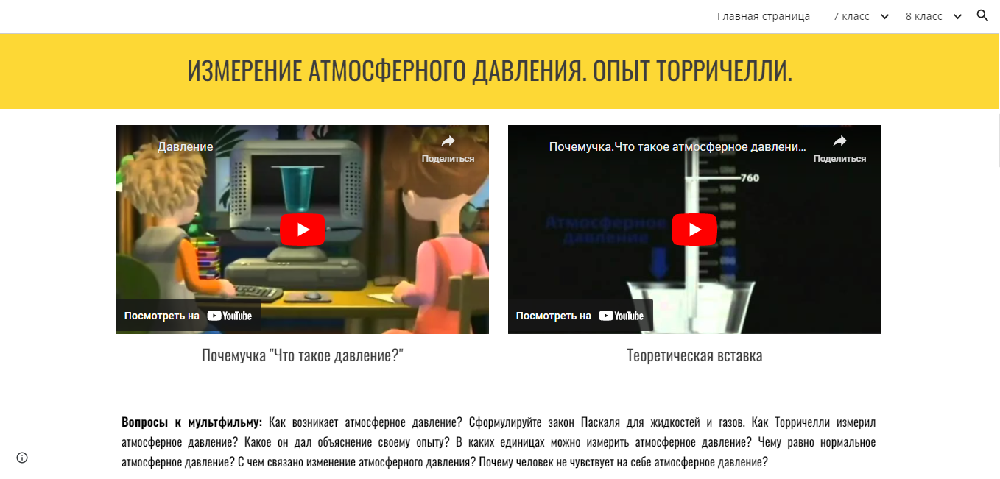 Главная страница 7 класс 8 класс
ИЗМЕРЕНИЕ АТМОСФЕРНОГО ДАВЛЕНИЯ. ОПЫТ ТОРРИЧЕЛЛИ.
Давление
Поделиться
Посмотреть на YouTube
Почемучка.Что такое атмосферное давлени...
Поделиться
760
Атмосферное
давление
Посмотреть на YouTube
Почемучка "Что такое давление?"
Теоретическая вставка
Вопросы к мультфильму: Как возникает атмосферное давление? Сформулируйте закон Паскаля для жидкостей и газов. Как Торричелли измерил
атмосферное давление? Какое он дал объяснение своему опыту? В каких единицах можно измерить атмосферное давление? Чему равно нормальное
атмосферное давление? С чем связано изменение атмосферного давления? Почему человек не чувствует на себе атмосферное давление?